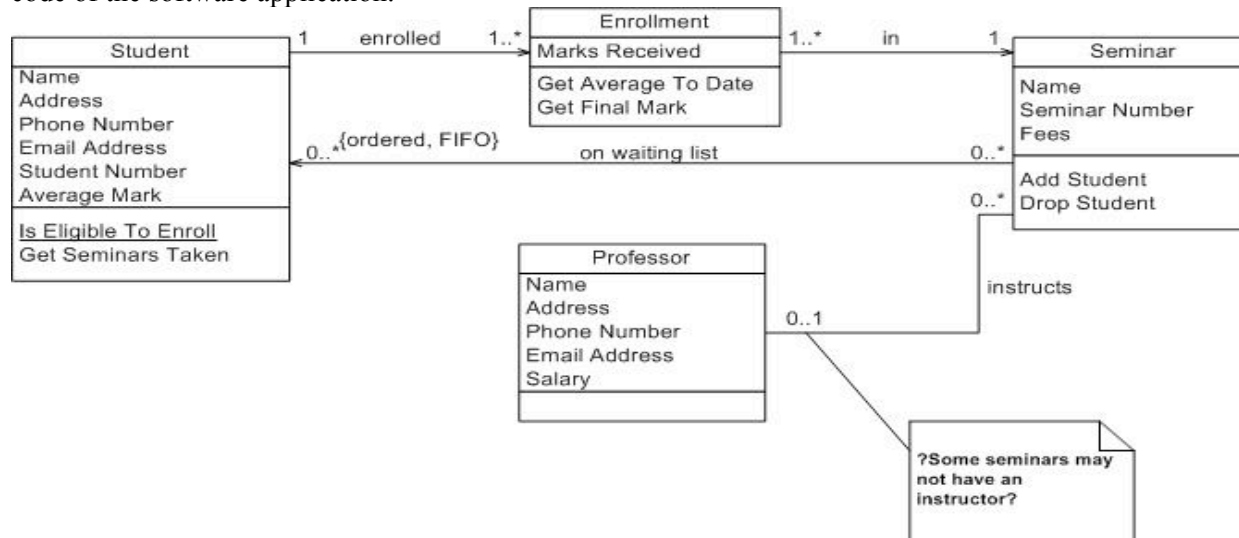 code of the software application.
Student
Name
Address
Phone Number
Email Address
Student Number
Average Mark
Is Eligible To Enroll
Get Seminars Taken
1 enrolled 1..*
Enrollment
Marks Received
Get Average To Date
Get Final Mark
1..* in 1
Seminar
Name
Seminar Number
Fees
Add Student
Drop Student
0..* {ordered, FIFO} on waiting list 0..*
0..*
instructs
0..1
Professor
Name
Address
Phone Number
Email Address
Salary
?Some seminars may
not have an
instructor?